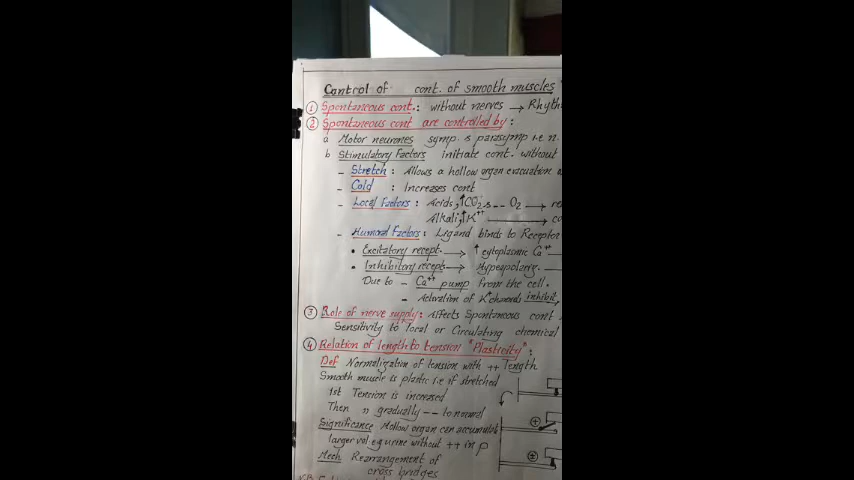 Control of cont. of smooth muscles
① Spontaneous cont.: without nerves → Rhyth
② Spontaneous cont are controlled by:
a Motor neurones symp. & parasymp i.e. n.
b Stimulatory Factors initiate cont. without
- Stretch: Allows a hollow organ evacuation
- Cold : Increases cont
- Local Factors: Acids, ↑CO₂ & -- O₂ → re
Alkali, ↑K⁺⁺ → co
- Humoral Factors: Ligand binds to Receptor
• Excitatory recept. → ↑ cytoplasmic Ca⁺⁺
• Inhibitory recept → Hyperpolariz.
Due to - Ca⁺⁺ pump from the cell.
- Activation of K⁺ channels inhibit,
③ Role of nerve supply: Affects Spontaneous cont
Sensitivity to local or Circulating chemical
④ Relation of length to tension "Plasticity":
Def Normalization of tension with ++ length
Smooth muscle is plastic i.e if stretched
1st Tension is increased
Then gradually -- to normal
Significance Hollow organ can accumulate
larger vol eg urine without ++ in p
Mech Rearrangement of
cross bridges
N.B